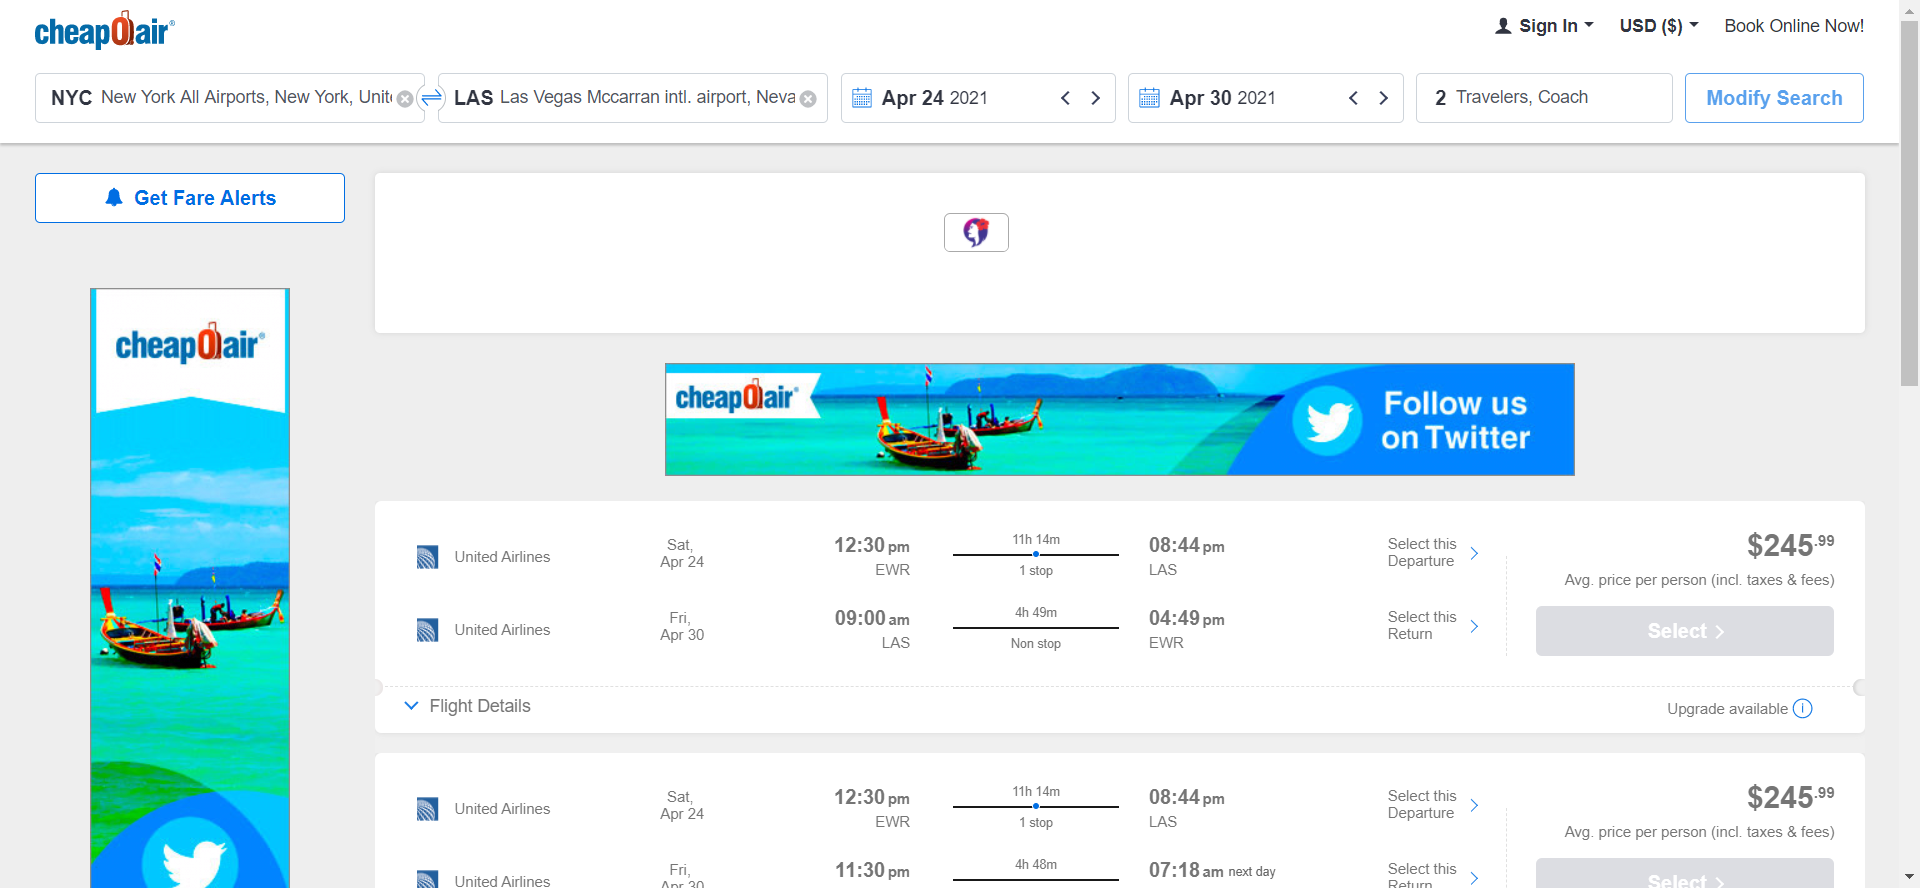 cheapOair®
Sign In
USD ($)
Book Online Now!
NYC New York All Airports, New York, Unit
LAS Las Vegas Mccarran intl. airport, Neva
Apr 24 2021
Apr 30 2021
2 Travelers, Coach
Modify Search
Get Fare Alerts
cheapOair®
cheapOair®
Follow us
on Twitter
United Airlines
Sat,
Apr 24
12:30 pm
EWR
11h 14m
1 stop
08:44 pm
LAS
Select this
Departure
$245.99
Avg. price per person (incl. taxes & fees)
United Airlines
Fri,
Apr 30
09:00 am
LAS
4h 49m
Non stop
04:49 pm
EWR
Select this
Return
Select
Flight Details
Upgrade available
United Airlines
Sat,
Apr 24
12:30 pm
EWR
11h 14m
1 stop
08:44 pm
LAS
Select this
Departure
$245.99
Avg. price per person (incl. taxes & fees)
United Airlines
Fri,
Apr 30
11:30 pm
4h 48m
07:18 am next day
Select this
Return
Select